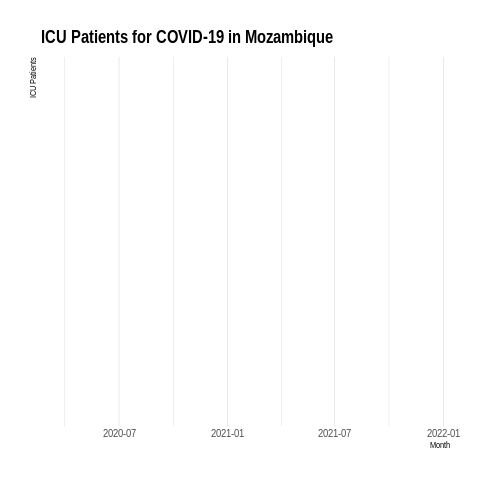 ICU Patients for COVID-19 in Mozambique
ICU Patients
2020-07 2021-01 2021-07 2022-01
Month